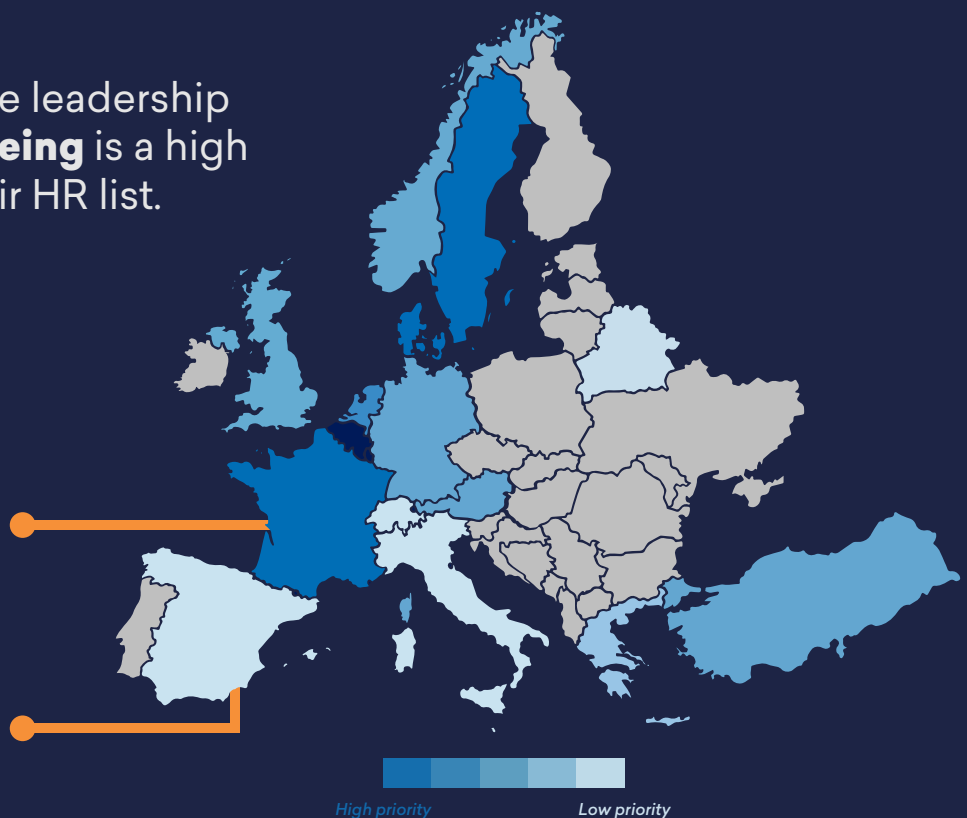 e leadership
eing is a high
ir HR list.
High priority
Low priority